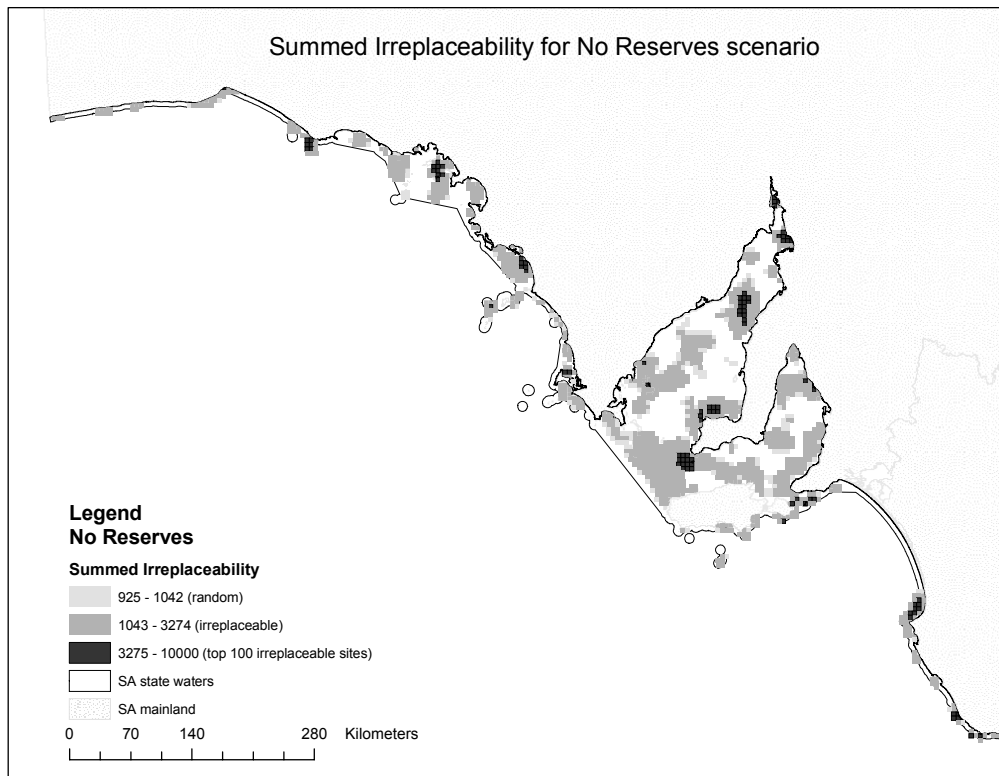 Summed Irreplaceability for No Reserves scenario
Legend
No Reserves
Summed Irreplaceability
925 - 1042 (random)
1043 - 3274 (irreplaceable)
3275 - 10000 (top 100 irreplaceable sites)
SA state waters
SA mainland
0 70 140 280 Kilometers